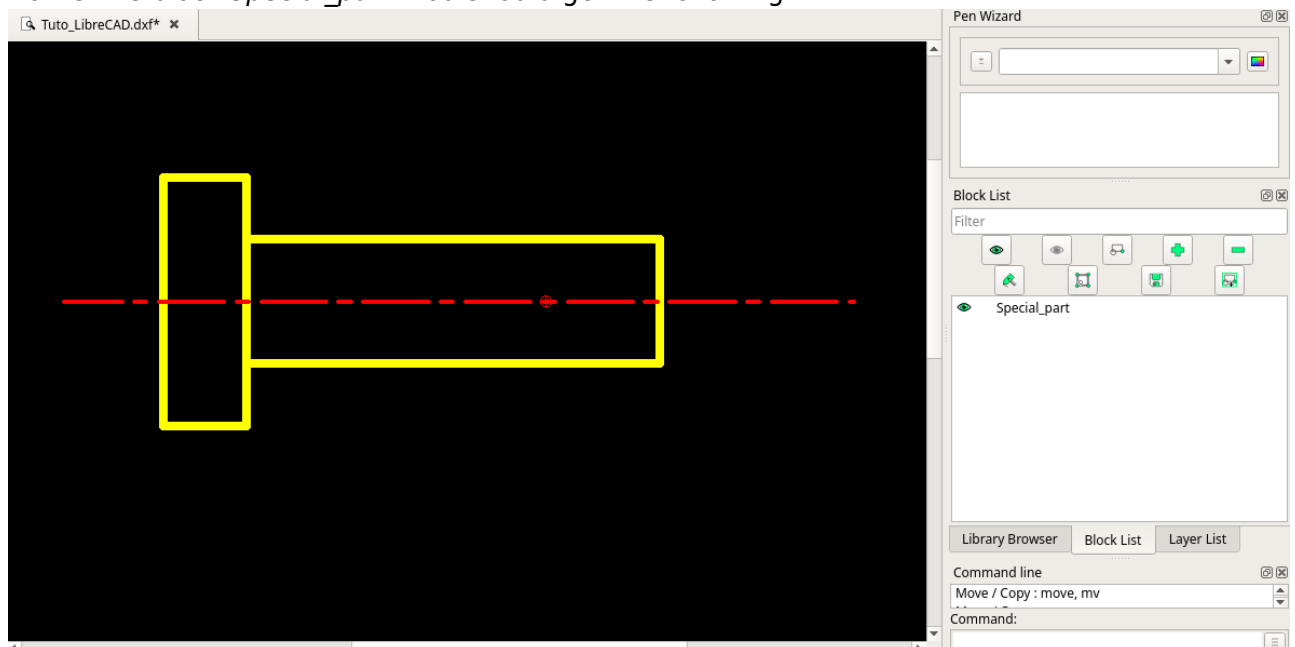 Tuto_LibreCAD.dxf*
Pen Wizard
Block List
Filter
Special_part
Library Browser
Block List
Layer List
Command line
Move / Copy : move, mv
Command: